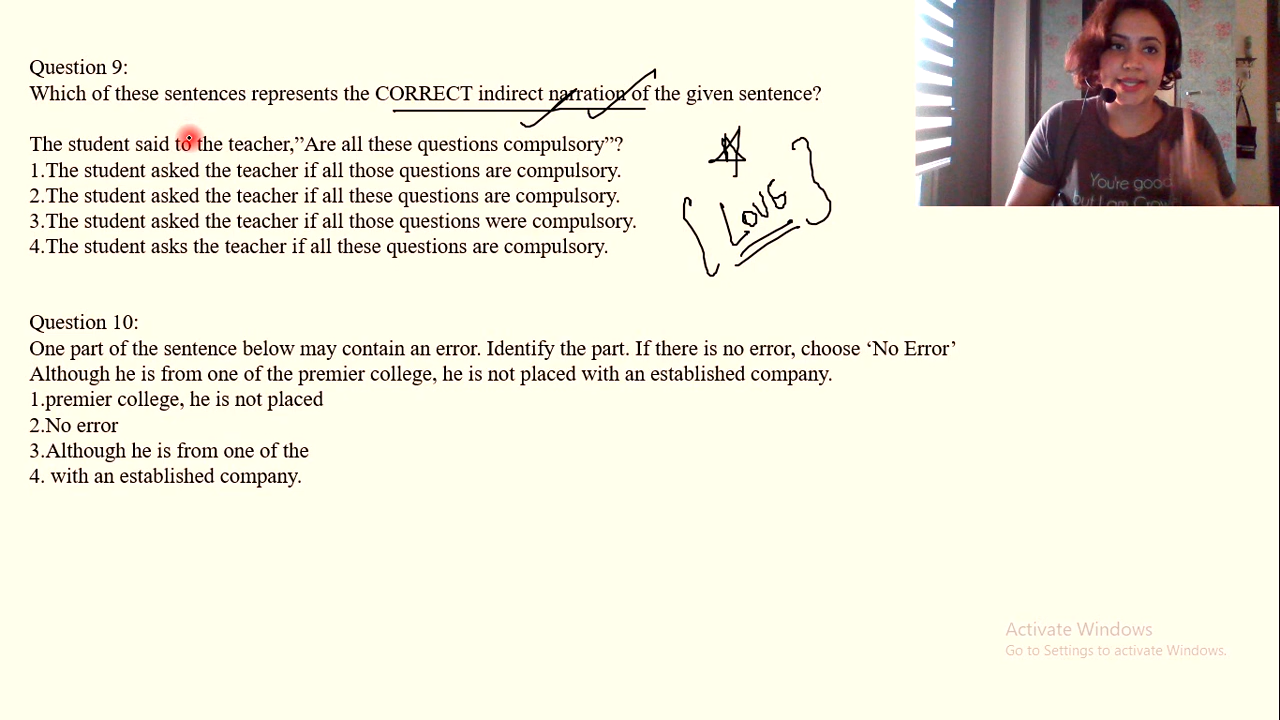 Question 9:
Which of these sentences represents the CORRECT indirect narration of the given sentence?
The student said to the teacher,”Are all these questions compulsory”?
1.The student asked the teacher if all those questions are compulsory.
2.The student asked the teacher if all these questions are compulsory.
3.The student asked the teacher if all those questions were compulsory.
4.The student asks the teacher if all these questions are compulsory.
{ LOVE }
You're good
but I am
Question 10:
One part of the sentence below may contain an error. Identify the part. If there is no error, choose ‘No Error’
Although he is from one of the premier college, he is not placed with an established company.
1.premier college, he is not placed
2.No error
3.Although he is from one of the
4. with an established company.
Activate Windows
Go to Settings to activate Windows.